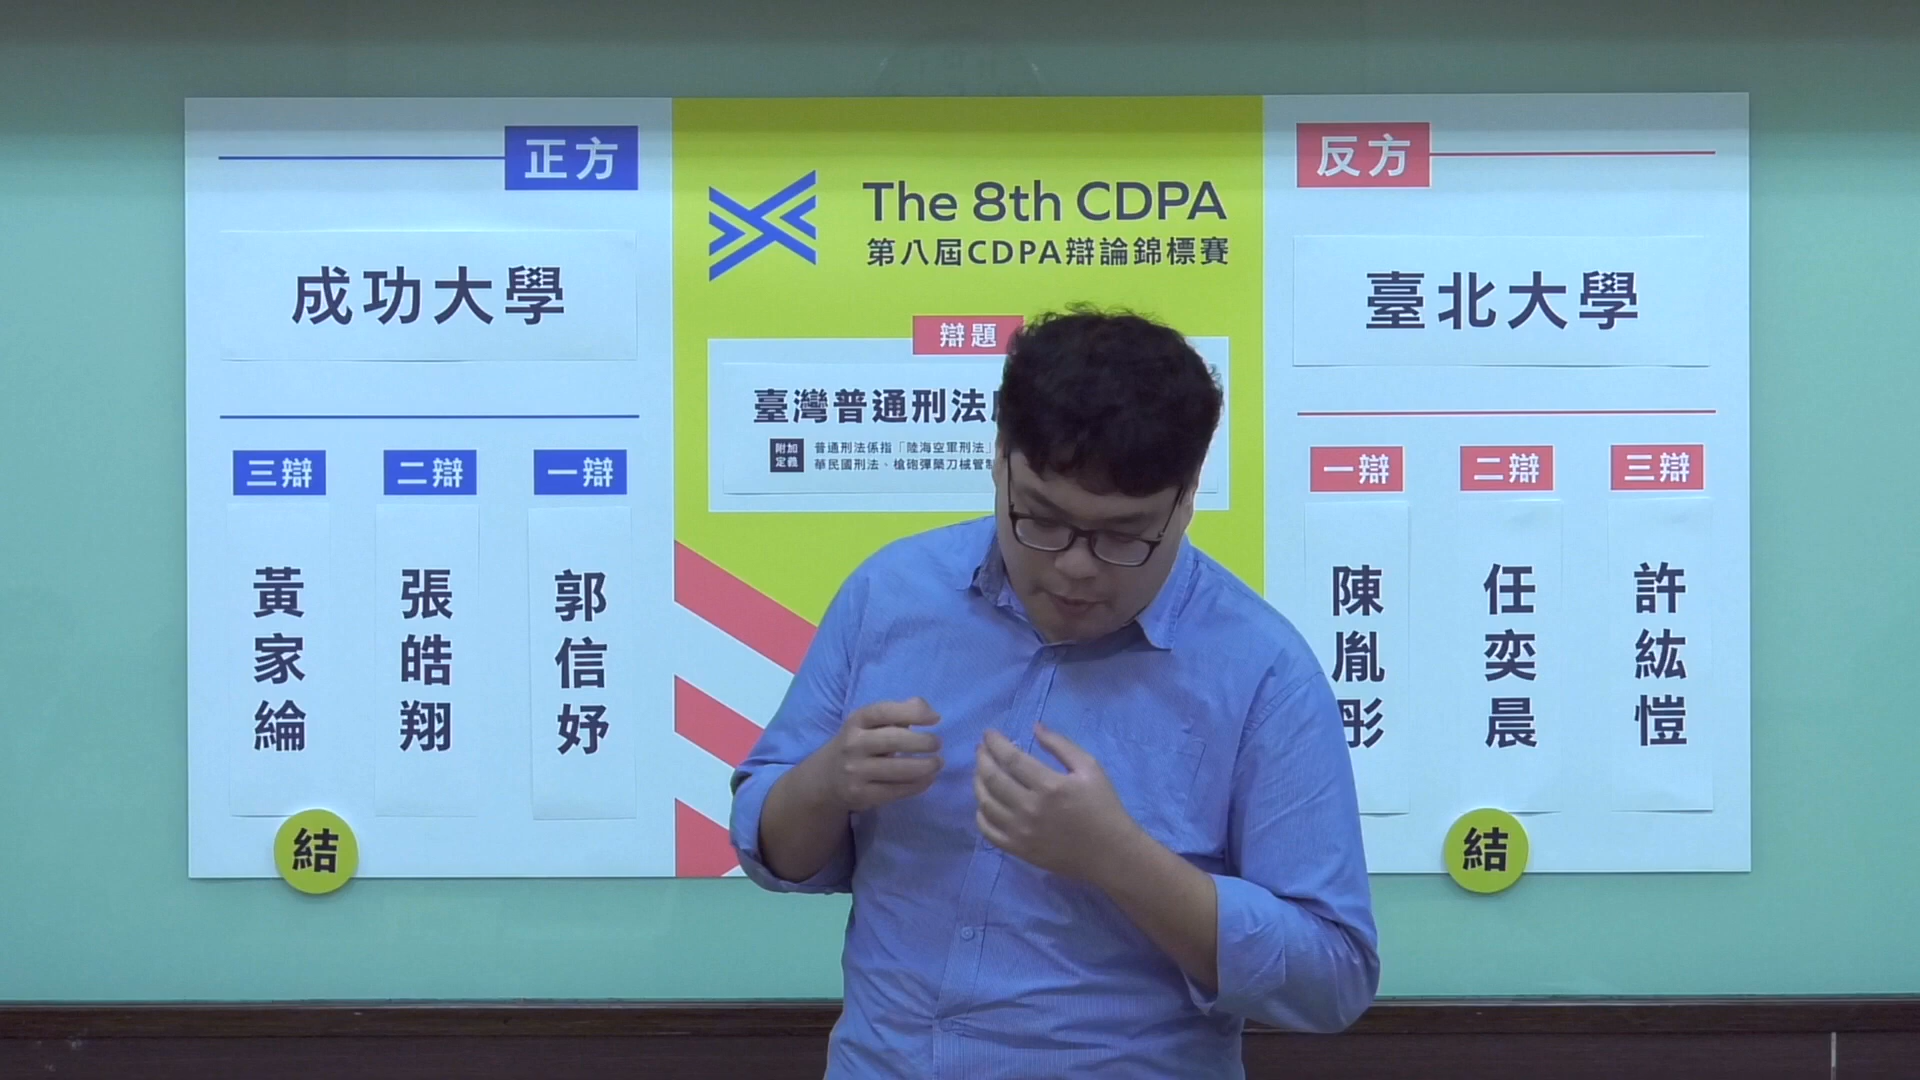 正方
成功大學
三辯
二辯
一辯
黃家綸
張皓翔
郭信妤
結
The 8th CDPA
第八屆CDPA辯論錦標賽
辯題
臺灣普通刑法
附加
定義
普通刑法係指「陸海空軍刑法」
華民國刑法、槍砲彈藥刀械管制
反方
臺北大學
一辯
二辯
三辯
陳胤彤
任奕晨
許紘愷
結